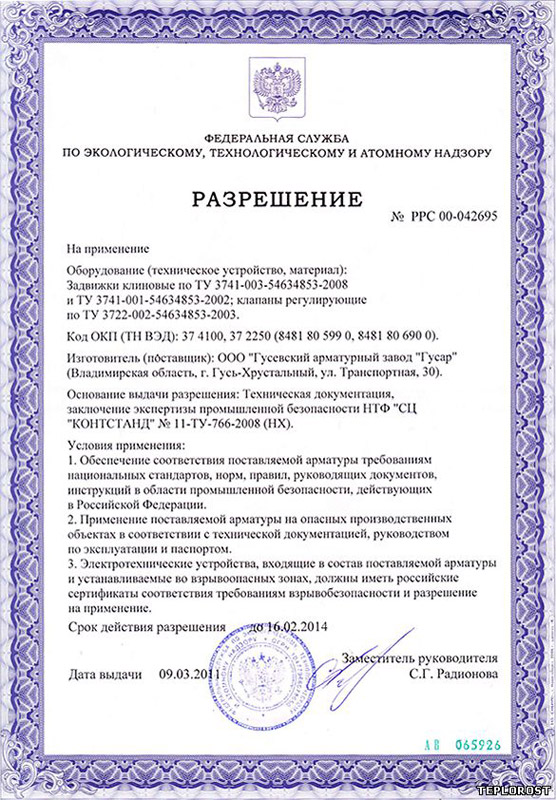 ФЕДЕРАЛЬНАЯ СЛУЖБА
ПО ЭКОЛОГИЧЕСКОМУ, ТЕХНОЛОГИЧЕСКОМУ И АТОМНОМУ НАДЗОРУ
РАЗРЕШЕНИЕ
№ РРС 00-042695
На применение
Оборудование (техническое устройство, материал):
Задвижки клиновые по ТУ 3741-003-54634853-2008
и ТУ 3741-001-54634853-2002; клапаны регулирующие
по ТУ 3722-002-54634853-2003.
Код ОКП (ТН ВЭД): 37 4100, 37 2250 (8481 80 599 0, 8481 80 690 0).
Изготовитель (поставщик): ООО "Гусевский арматурный завод "Гусар"
(Владимирская область, г. Гусь-Хрустальный, ул. Транспортная, 30).
Основание выдачи разрешения: Техническая документация,
заключение экспертизы промышленной безопасности НТФ "СЦ
"КОНТСТАНД" № 11-ТУ-766-2008 (НХ).
Условия применения:
1. Обеспечение соответствия поставляемой арматуры требованиям
национальных стандартов, норм, правил, руководящих документов,
инструкций в области промышленной безопасности, действующих
в Российской Федерации.
2. Применение поставляемой арматуры на опасных производственных
объектах в соответствии с технической документацией, руководством
по эксплуатации и паспортом.
3. Электротехнические устройства, входящие в состав поставляемой арматуры
и устанавливаемые во взрывоопасных зонах, должны иметь российские
сертификаты соответствия требованиям взрывобезопасности и разрешение
на применение.
Срок действия разрешения до 16.02.2014
Заместитель руководителя
Дата выдачи 09.03.2011 С.Г. Радионова
АВ 065926
TEPLOROST